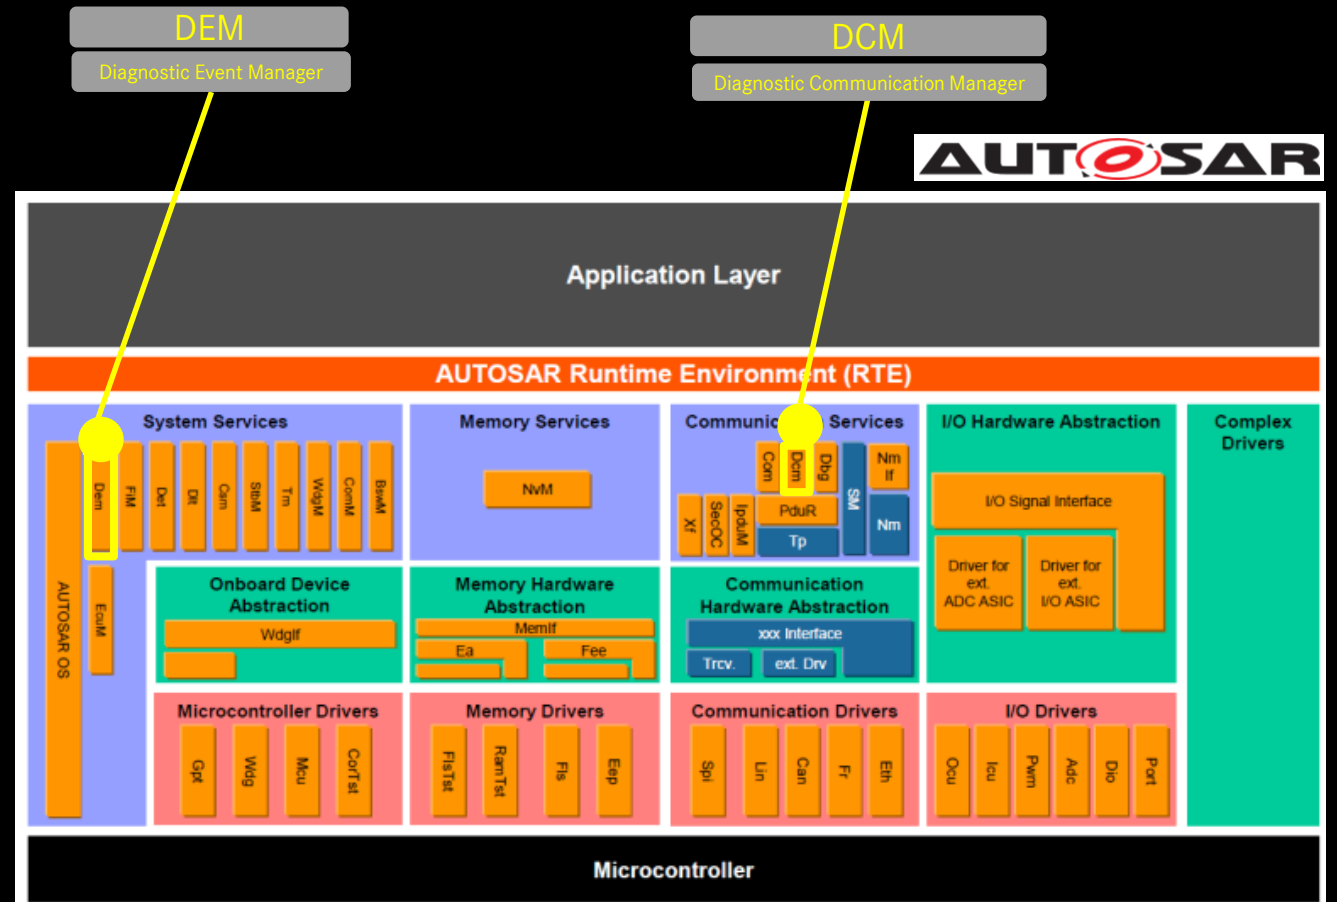 DEM
Diagnostic Event Manager
DCM
Diagnostic Communication Manager
AUTOSAR
Application Layer
AUTOSAR Runtime Environment (RTE)
System Services
Dem
FiM
Det
Dlt
Csm
StbM
Tm
WdgM
ComM
BswM
AUTOSAR OS
EcuM
Memory Services
NvM
Communic Services
Com
Dcm
Dbg
SM
Nm
If
Nm
Xf
SecOC
IpduM
PduR
Tp
I/O Hardware Abstraction
I/O Signal Interface
Driver for
ext.
ADC ASIC
Driver for
ext.
I/O ASIC
Complex
Drivers
Onboard Device
Abstraction
WdgIf
Memory Hardware
Abstraction
MemIf
Ea
Fee
Communication
Hardware Abstraction
xxx Interface
Trcv.
ext. Drv
Microcontroller Drivers
Gpt
Wdg
Mcu
CorTst
Memory Drivers
FlsTst
RamTst
Fls
Eep
Communication Drivers
Spi
Lin
Can
Fr
Eth
I/O Drivers
Ocu
Icu
Pwm
Adc
Dio
Port
Microcontroller